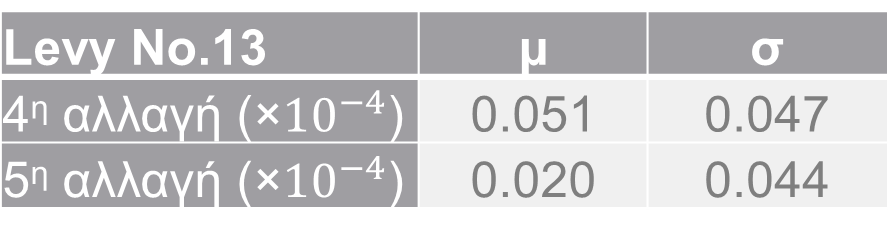 Levy No.13 μ σ
4η αλλαγή (×10⁻⁴) 0.051 0.047
5η αλλαγή (×10⁻⁴) 0.020 0.044